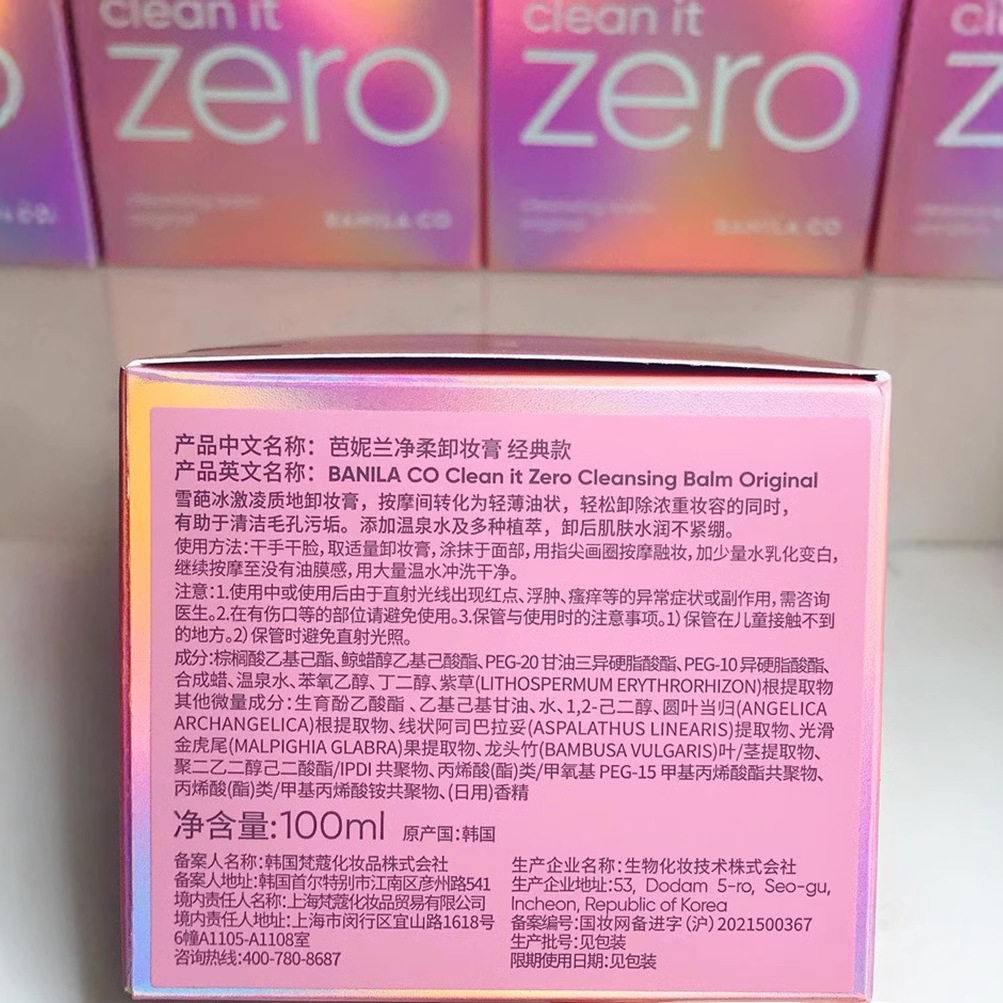 clean it
zero
cleansing balm
original
BANILA CO
clean it
zero
cleansing balm
original
BANILA CO
产品中文名称：芭妮兰净柔卸妆膏 经典款
产品英文名称：BANILA CO Clean it Zero Cleansing Balm Original
雪葩冰激凌质地卸妆膏，按摩间转化为轻薄油状，轻松卸除浓重妆容的同时，
有助于清洁毛孔污垢。添加温泉水及多种植萃，卸后肌肤水润不紧绷。
使用方法：干手干脸，取适量卸妆膏，涂抹于面部，用指尖画圈按摩融妆，加少量水乳化变白，
继续按摩至没有油膜感，用大量温水冲洗干净。
注意：1.使用中或使用后由于直射光线出现红点、浮肿、瘙痒等的异常症状或副作用，需咨询
医生。2.在有伤口等的部位请避免使用。3.保管与使用时的注意事项。1）保管在儿童接触不到
的地方。2）保管时避免直射光照。
成分：棕榈酸乙基己酯、鲸蜡醇乙基己酸酯、PEG-20 甘油三异硬脂酸酯、PEG-10 异硬脂酸酯、
合成蜡、温泉水、苯氧乙醇、丁二醇、紫草(LITHOSPERMUM ERYTHRORHIZON)根提取物
其他微量成分：生育酚乙酸酯 、乙基己基甘油、水、1,2-己二醇、圆叶当归(ANGELICA
ARCHANGELICA)根提取物、线状阿司巴拉妥(ASPALATHUS LINEARIS)提取物、光滑
金虎尾(MALPIGHIA GLABRA)果提取物、龙头竹(BAMBUSA VULGARIS)叶/茎提取物、
聚二乙二醇己二酸酯/IPDI 共聚物、丙烯酸(酯)类/甲氧基 PEG-15 甲基丙烯酸酯共聚物、
丙烯酸(酯)类/甲基丙烯酸铵共聚物、(日用)香精
净含量:100ml 原产国:韩国
备案人名称:韩国梵蔻化妆品株式会社
备案人地址:韩国首尔特别市江南区彦州路541
境内责任人名称:上海梵蔻化妆品贸易有限公司
境内责任人地址:上海市闵行区宜山路1618号
6幢A1105-A1108室
咨询热线:400-780-8687
生产企业名称:生物化妆技术株式会社
生产企业地址:53, Dodam 5-ro, Seo-gu,
Incheon, Republic of Korea
备案编号:国妆网备进字（沪）2021500367
生产批号:见包装
限期使用日期:见包装